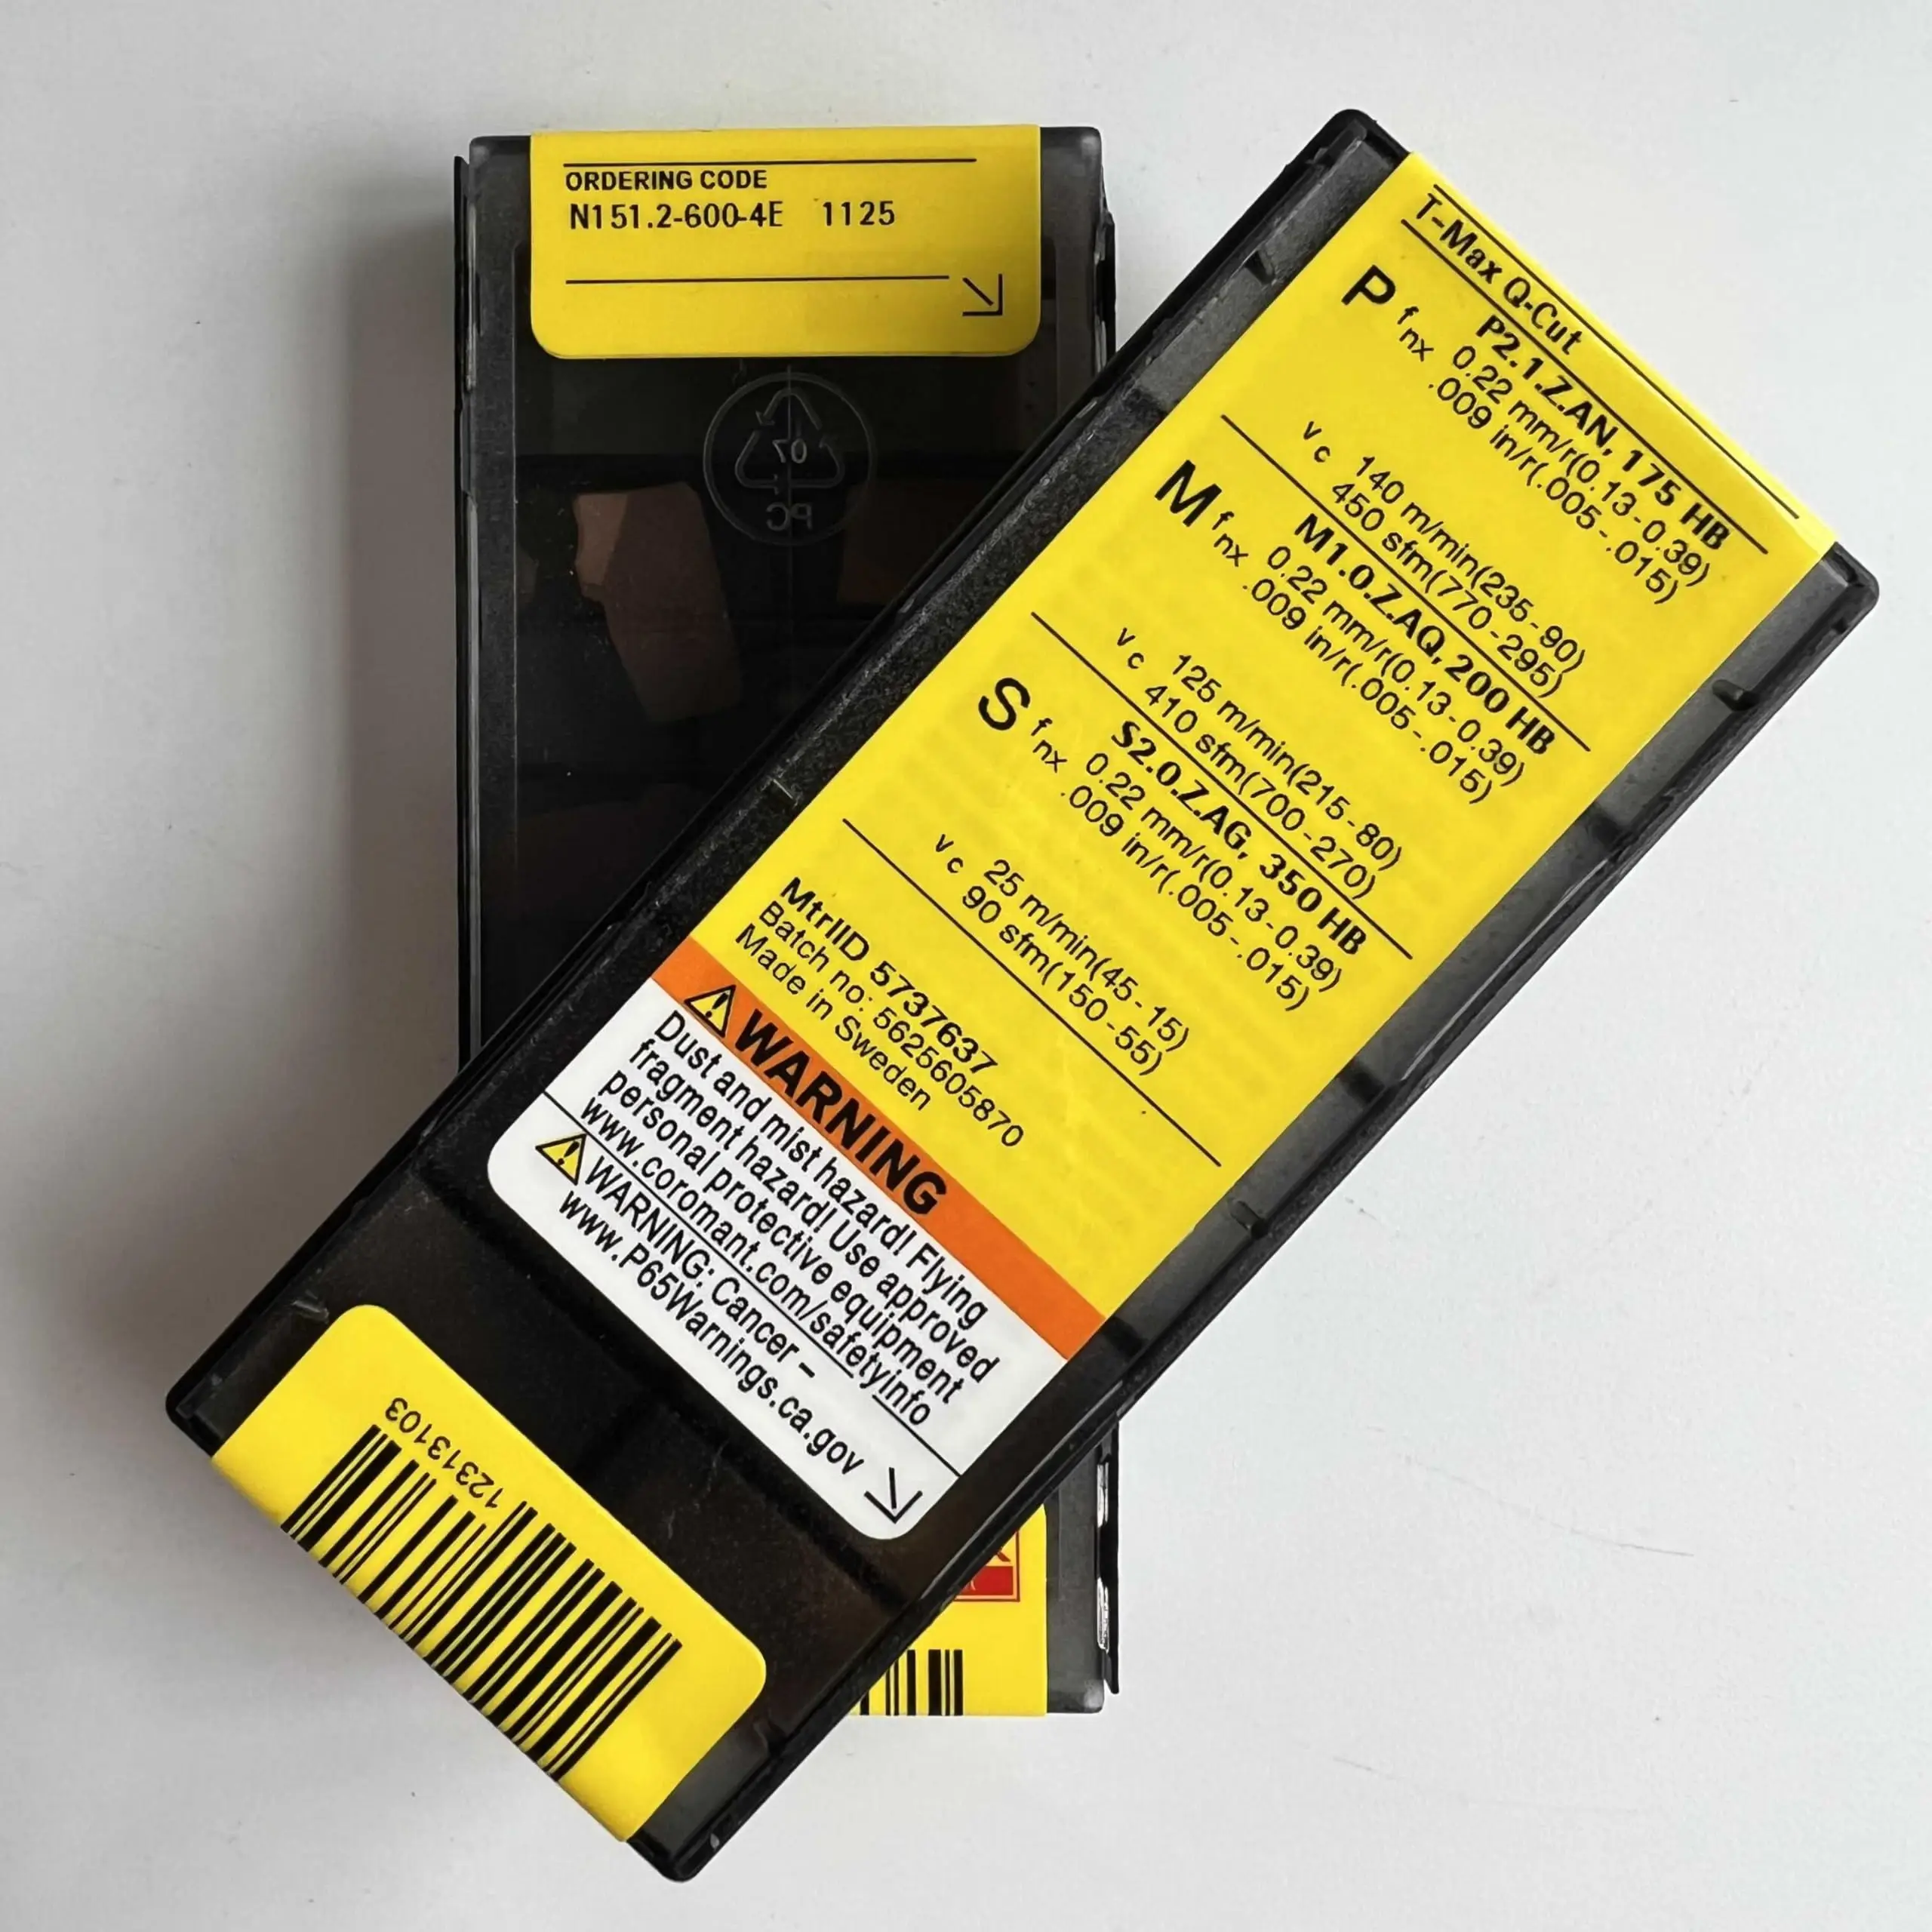 ORDERING CODE
N151.2-600-4E 1125
07
PC
T-Max Q-Cut
P P2.1.Z.AN, 175 HB
fnx 0.22 mm/r(0.13-0.39)
.009 in/r(.005-.015)
vc 140 m/min(235-90)
450 sfm(770-295)
M M1.0.Z.AQ, 200 HB
fnx 0.22 mm/r(0.13-0.39)
.009 in/r(.005-.015)
vc 125 m/min(215-80)
410 sfm(700-270)
S S2.0.Z.AG, 350 HB
fnx 0.22 mm/r(0.13-0.39)
.009 in/r(.005-.015)
vc 25 m/min(45-15)
90 sfm(150-55)
MtrlID 5737637
Batch no: 5625605870
Made in Sweden
WARNING
Dust and mist hazard! Flying
fragment hazard! Use approved
personal protective equipment
www.coromant.com/safetyinfo
WARNING: Cancer –
www.P65Warnings.ca.gov
12313103